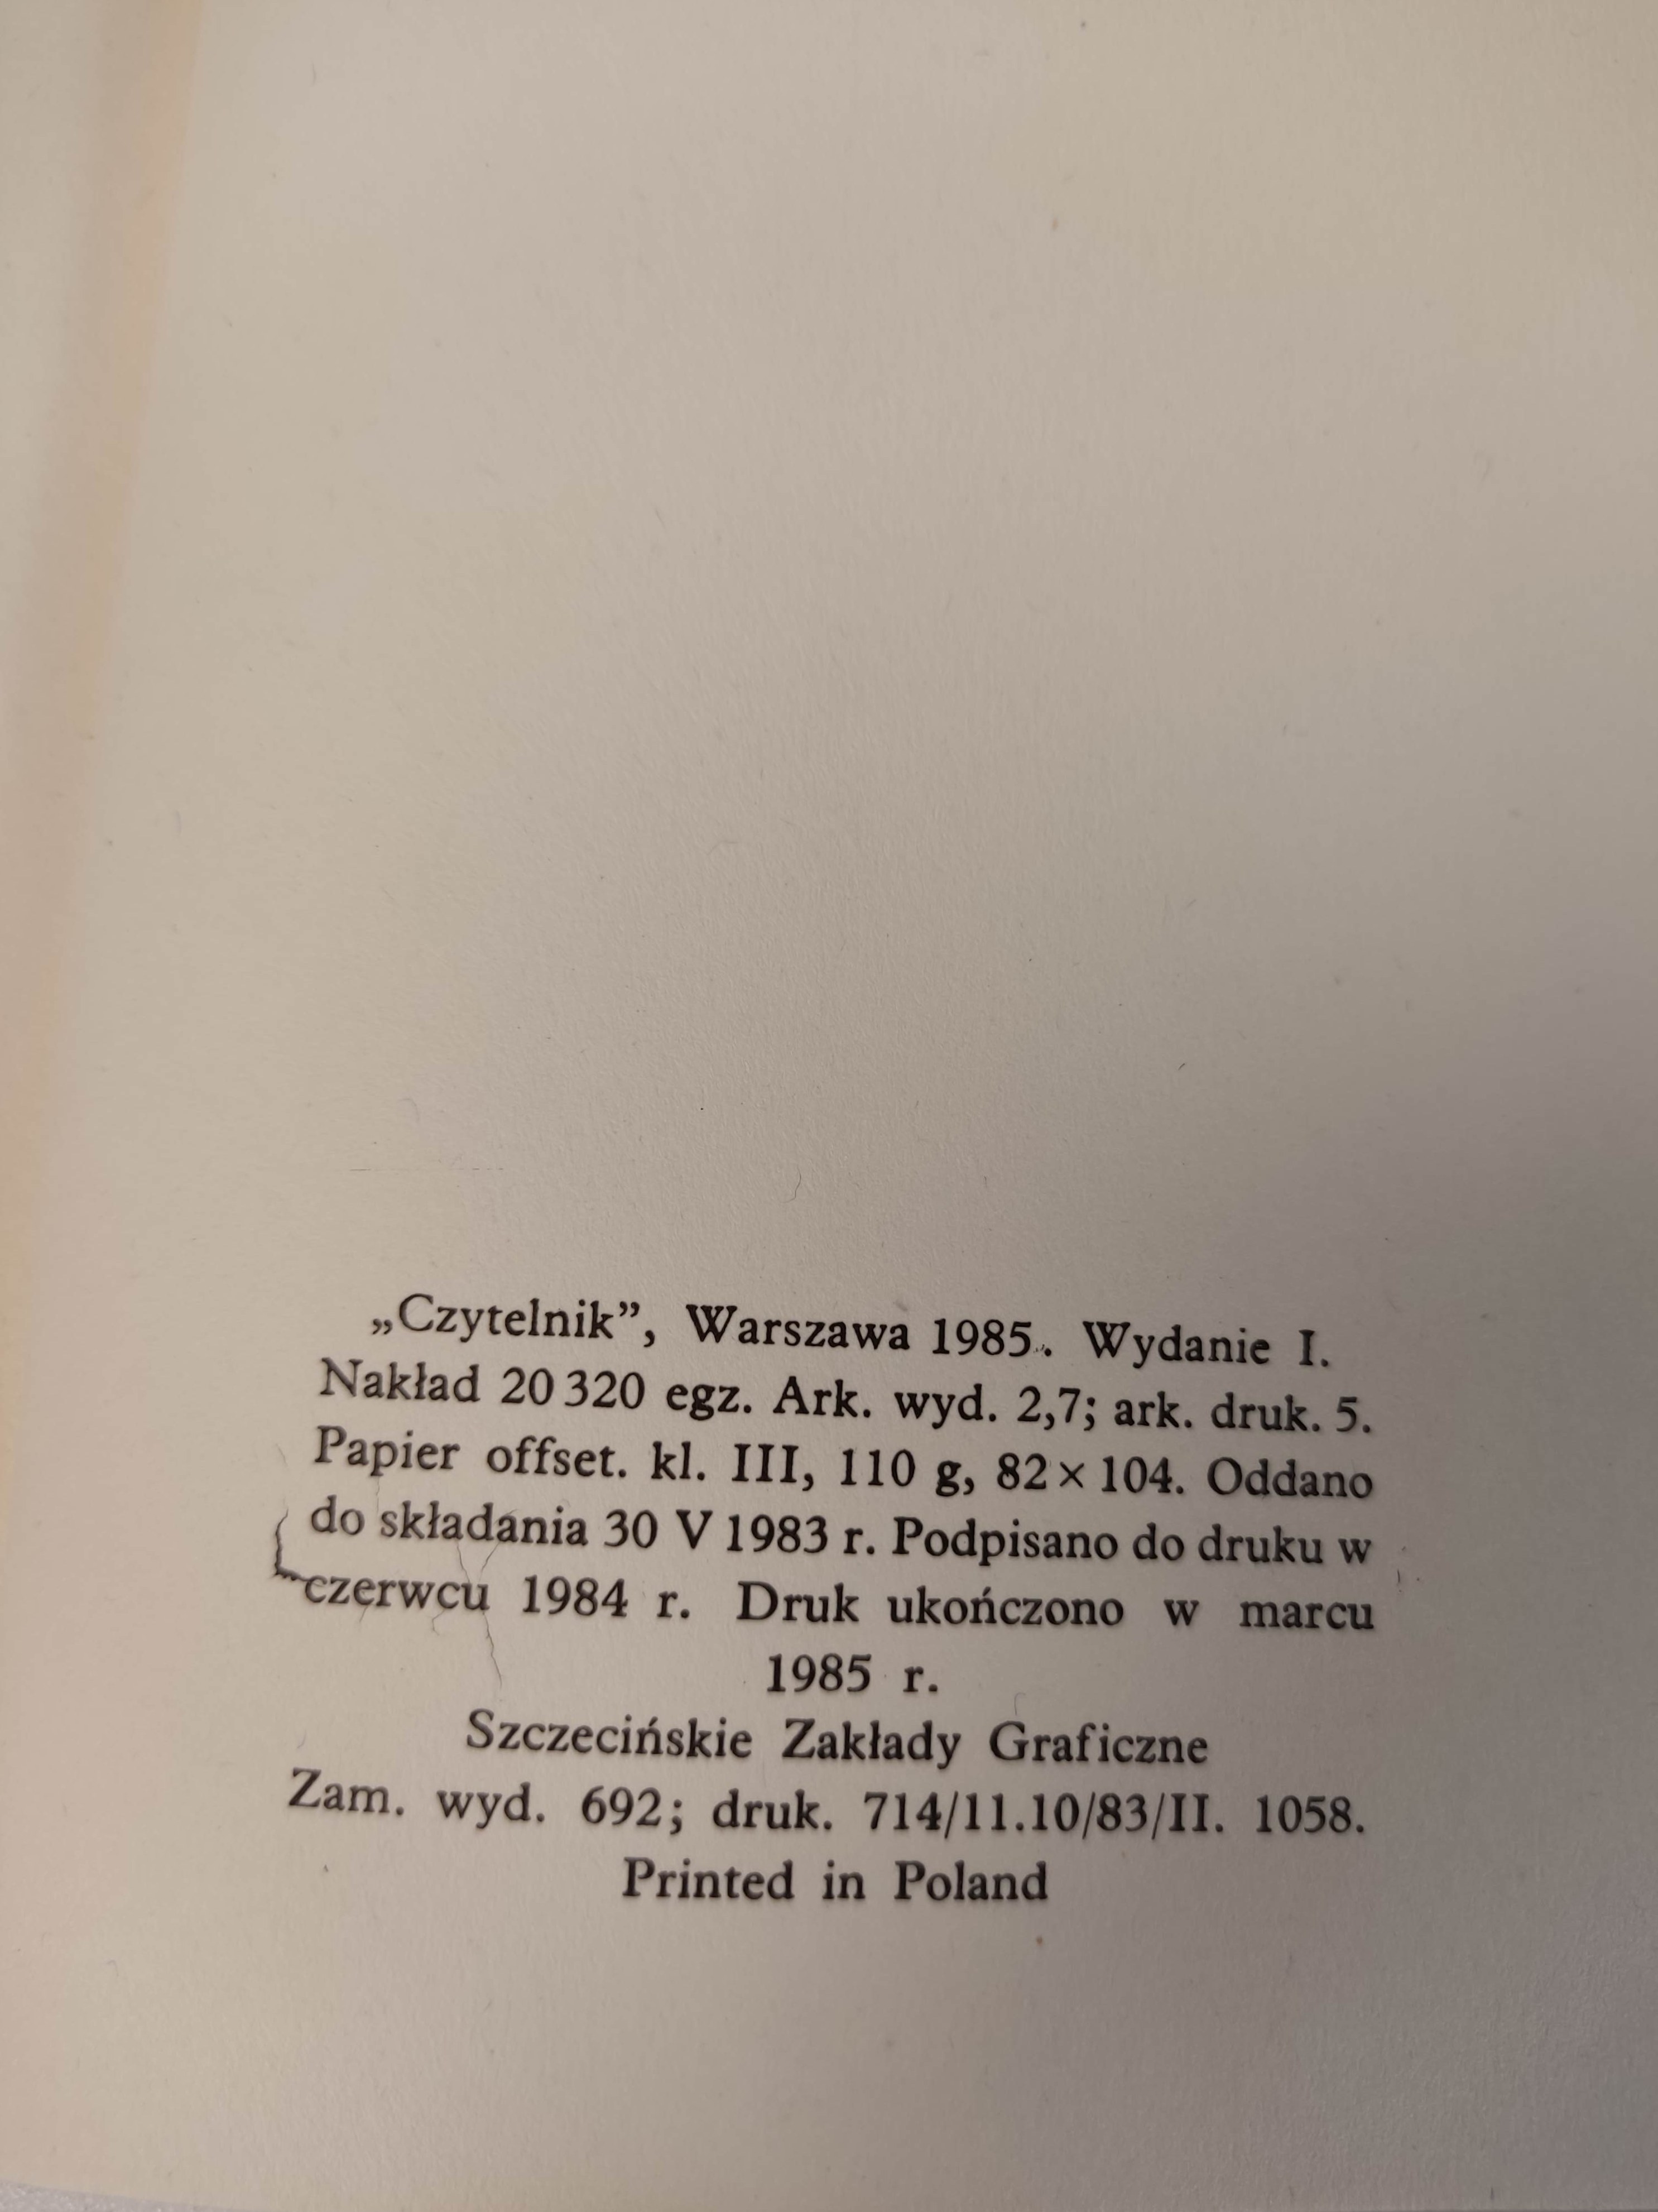 „Czytelnik”, Warszawa 1985. Wydanie I.
Nakład 20 320 egz. Ark. wyd. 2,7; ark. druk. 5.
Papier offset. kl. III, 110 g, 82 × 104. Oddano
do składania 30 V 1983 r. Podpisano do druku w
czerwcu 1984 r. Druk ukończono w marcu
1985 r.
Szczecińskie Zakłady Graficzne
Zam. wyd. 692; druk. 714/11.10/83/II. 1058.
Printed in Poland